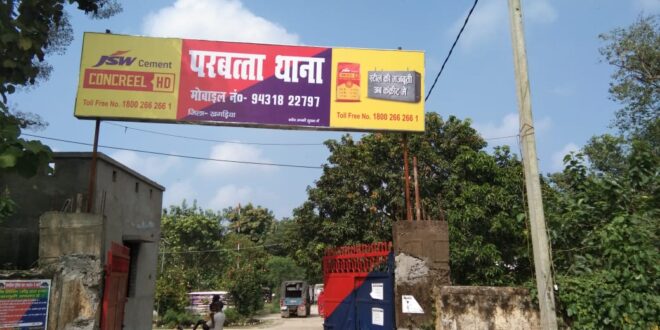 JSW Cement
CONCREEL HD
Toll Free No. 1800 266 266 1
परबत्ता थाना
मोबाइल नं०- 94318 22797
जिला:- खगड़िया
स्टील की मज़बूती
अब कंक्रीट में
Toll Free No. 1800 266 266 1